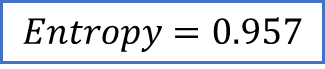 Entropy = 0.957